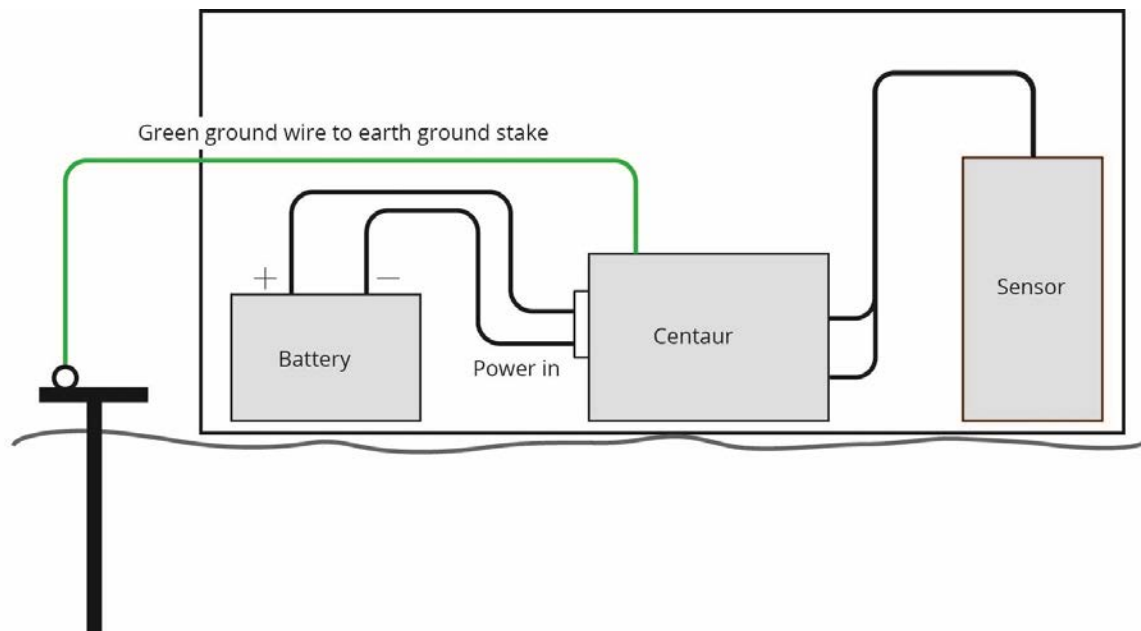 Green ground wire to earth ground stake
+ —
Battery
Power in
Centaur
Sensor